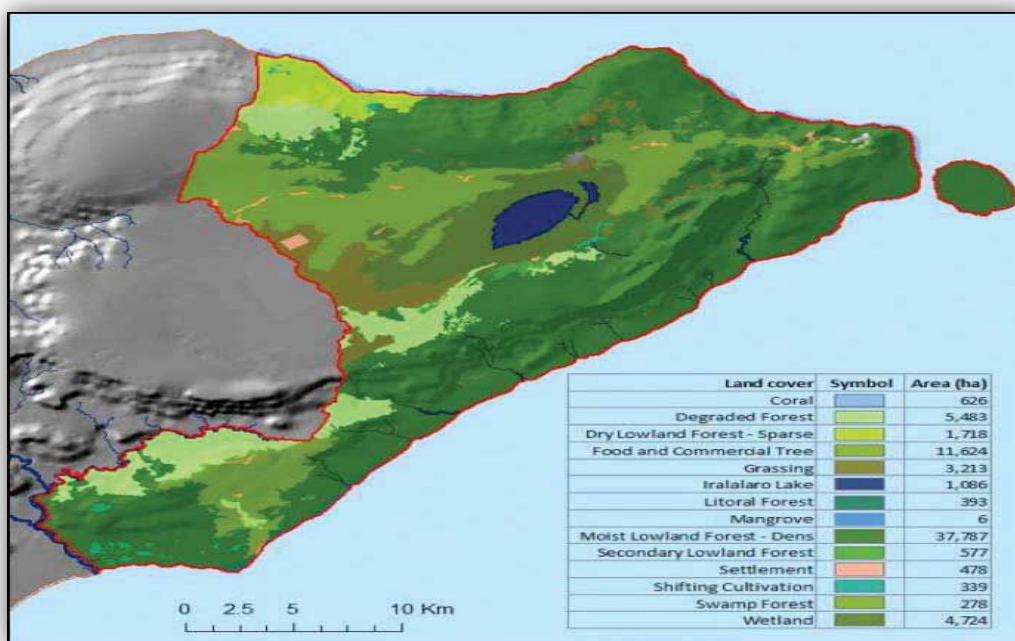 Land cover Symbol Area (ha)
Coral 626
Degraded Forest 5,483
Dry Lowland Forest - Sparse 1,718
Food and Commercial Tree 11,624
Grassing 3,213
Iralalaro Lake 1,086
Litoral Forest 393
Mangrove 6
Moist Lowland Forest - Dens 37,787
Secondary Lowland Forest 577
Settlement 478
Shifting Cultivation 339
Swamp Forest 278
Wetland 4,724
0 2.5 5 10 Km